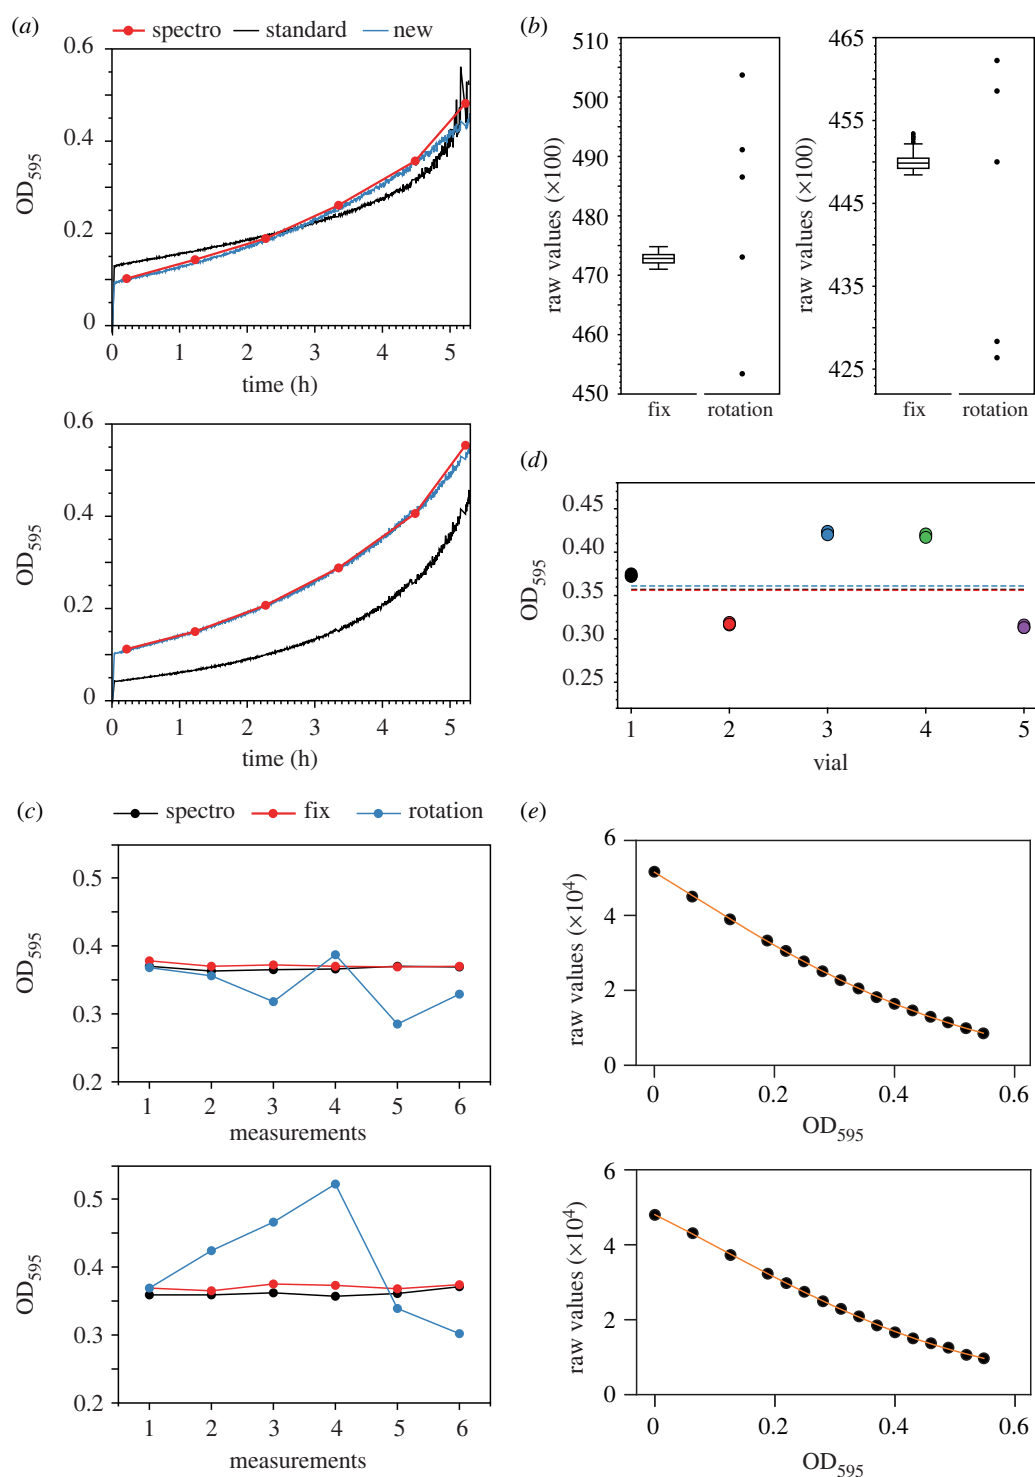 (a)
spectro standard new
0.6
0.4
0.2
0
OD595
0 1 2 3 4 5
time (h)
0.6
0.4
0.2
0
OD595
0 1 2 3 4 5
time (h)
(b)
510
500
490
480
470
460
450
raw values (×100)
fix rotation
465
455
445
435
425
raw values (×100)
fix rotation
(d)
0.45
0.40
0.35
0.30
0.25
OD595
1 2 3 4 5
vial
(c)
spectro fix rotation
0.5
0.4
0.3
0.2
OD595
1 2 3 4 5 6
measurements
0.5
0.4
0.3
0.2
OD595
1 2 3 4 5 6
measurements
(e)
6
4
2
0
raw values (×10⁴)
0 0.2 0.4 0.6
OD595
6
4
2
0
raw values (×10⁴)
0 0.2 0.4 0.6
OD595